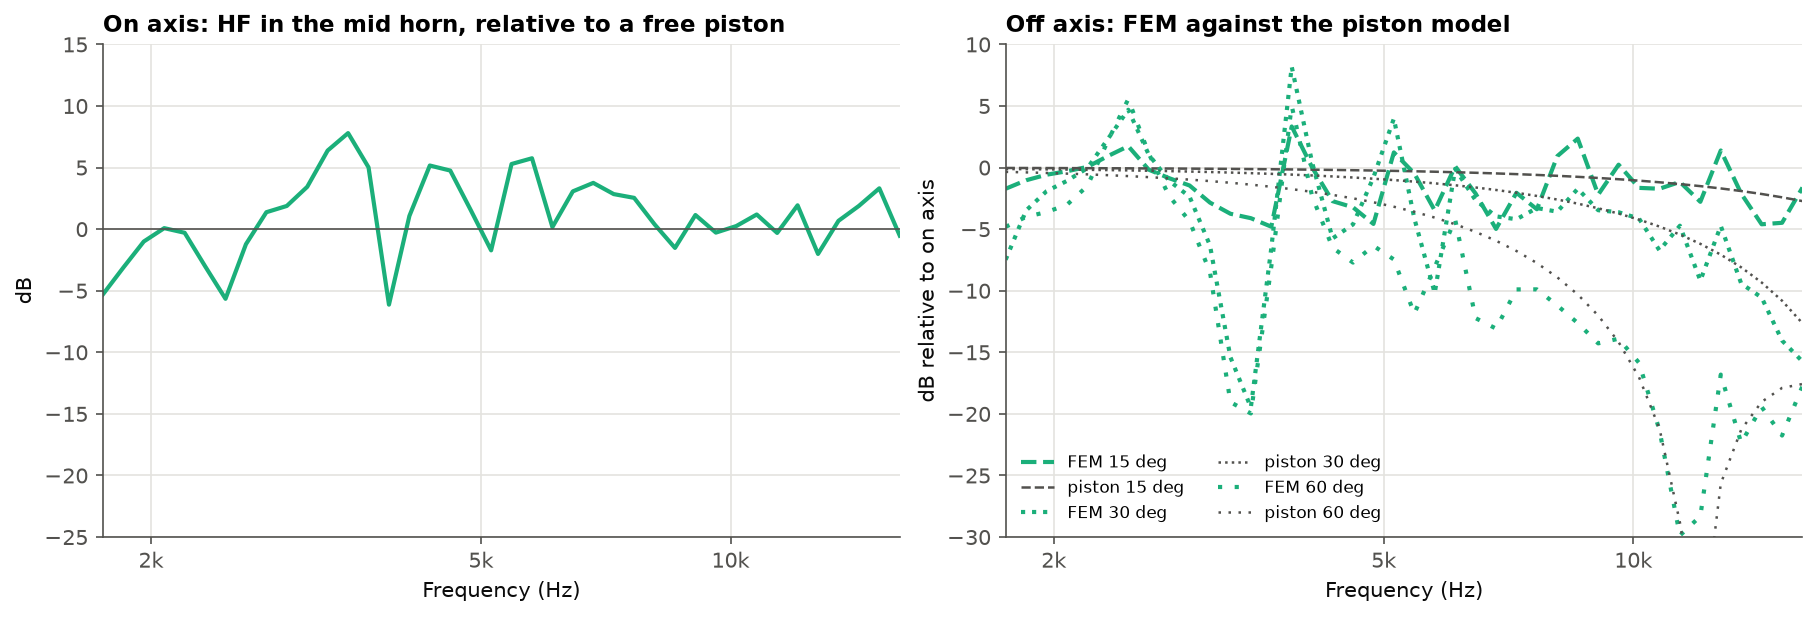 On axis: HF in the mid horn, relative to a free piston
15
10
5
0
−5
−10
−15
−20
−25
dB
2k
5k
10k
Frequency (Hz)
Off axis: FEM against the piston model
10
5
0
−5
−10
−15
−20
−25
−30
dB relative to on axis
FEM 15 deg
piston 15 deg
FEM 30 deg
piston 30 deg
FEM 60 deg
piston 60 deg
2k
5k
10k
Frequency (Hz)